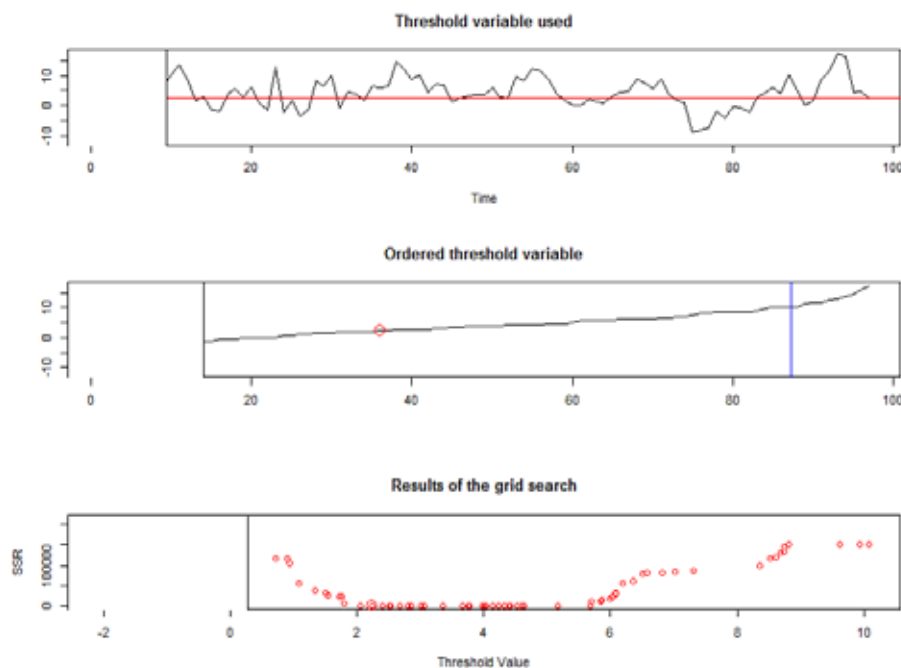 Threshold variable used
10
0
-10
0 20 40 60 80 100
Time
Ordered threshold variable
10
0
-10
0 20 40 60 80 100
Results of the grid search
SSR
100000
0
-2 0 2 4 6 8 10
Threshold Value